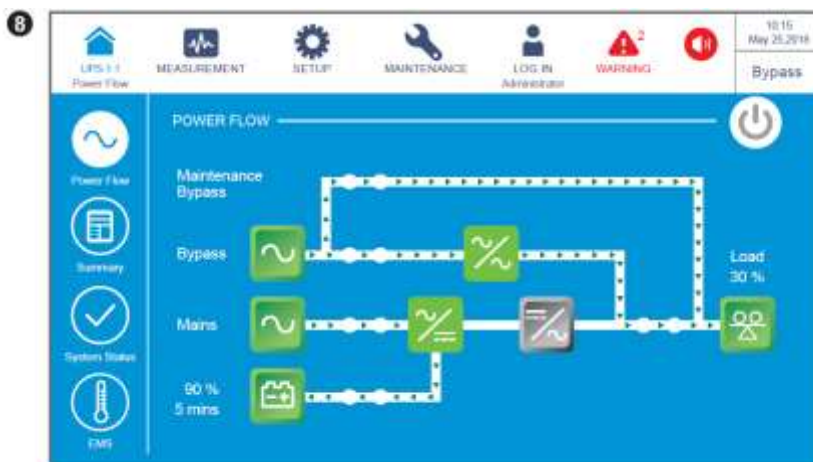 8
UPS-1-1
Power Flow
MEASUREMENT
SETUP
MAINTENANCE
LOG IN
Administrator
2
WARNING
10:15
May 25,2018
Bypass
POWER FLOW
Power Flow
Summary
System Status
EMS
Maintenance
Bypass
Bypass
Mains
90 %
5 mins
Load
30 %